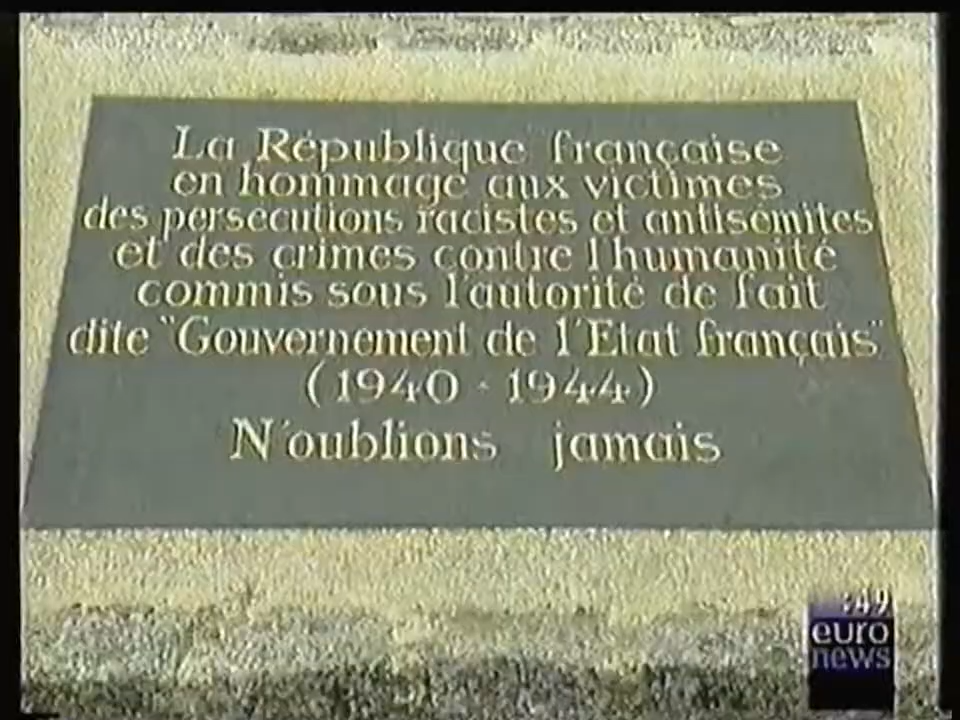 La République française
en hommage aux victimes
des persécutions racistes et antisémites
et des crimes contre l'humanité
commis sous l'autorité de fait
dite "Gouvernement de l'Etat français"
(1940 - 1944)
N'oublions jamais
:49
euro
news